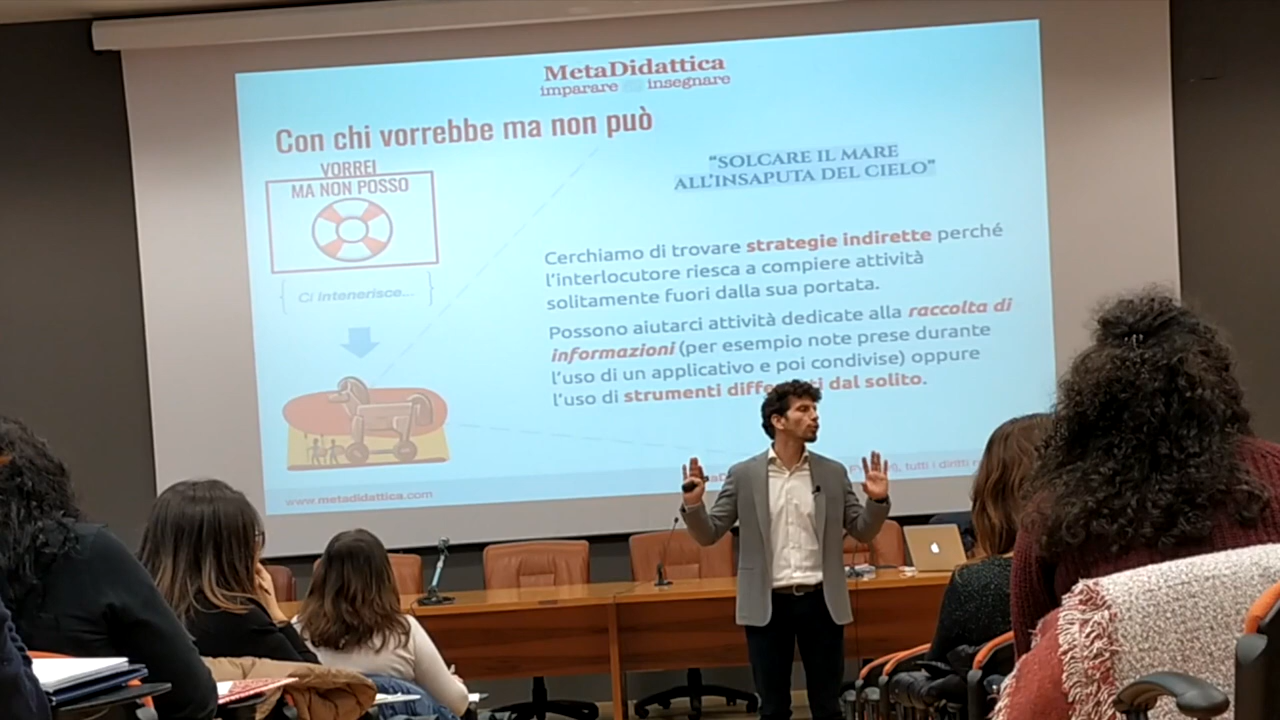 MetaDidattica
imparare insegnare
Con chi vorrebbe ma non può
VORREI
MA NON POSSO
Ci intenerisce...
"SOLCARE IL MARE
ALL'INSAPUTA DEL CIELO"
Cerchiamo di trovare strategie indirette perché
l'interlocutore riesca a compiere attività
solitamente fuori dalla sua portata.
Possono aiutarci attività dedicate alla raccolta di
informazioni (per esempio note prese durante
l'uso di un applicativo e poi condivise) oppure
l'uso di strumenti dal solito.
www.metadidattica.com
tutti i diritti